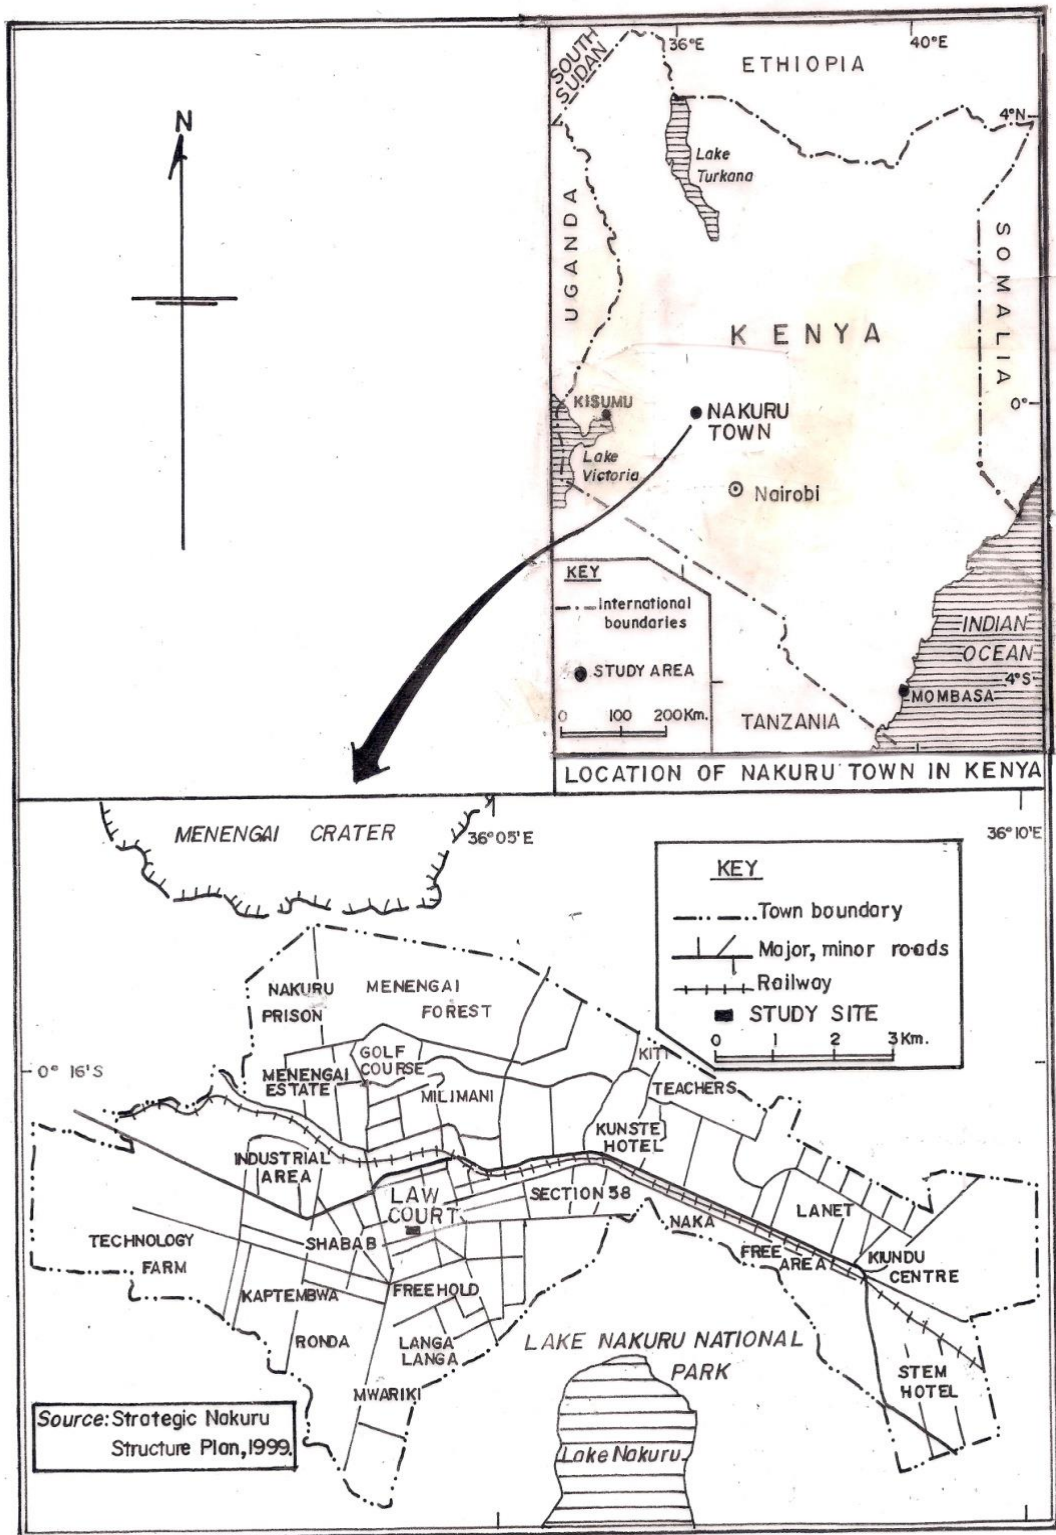 N
SOUTH
SUDAN
36°E
40°E
ETHIOPIA
4°N
Lake
Turkana
UGANDA
SOMALIA
KENYA
KISUMU
NAKURU
TOWN
0°
Lake
Victoria
Nairobi
KEY
International
boundaries
STUDY AREA
0 100 200Km.
INDIAN
OCEAN
4°S
MOMBASA
TANZANIA
LOCATION OF NAKURU TOWN IN KENYA
MENENGAI CRATER
36°05'E
36°10'E
KEY
Town boundary
Major, minor roads
Railway
STUDY SITE
0 1 2 3 Km.
NAKURU
PRISON
MENENGAI
FOREST
0° 16'S
GOLF
COURSE
MENENGAI
ESTATE
MILIMANI
KITI
TEACHERS
KUNSTE
HOTEL
INDUSTRIAL
AREA
LAW
COURT
SECTION 58
NAKA
LANET
TECHNOLOGY
FARM
SHABAB
FREE
AREA
KIUNDU
CENTRE
KAPTEMBWA
FREEHOLD
RONDA
LANGA
LANGA
LAKE NAKURU NATIONAL
PARK
MWARIKI
STEM
HOTEL
Source: Strategic Nakuru
Structure Plan, 1999.
Lake Nakuru